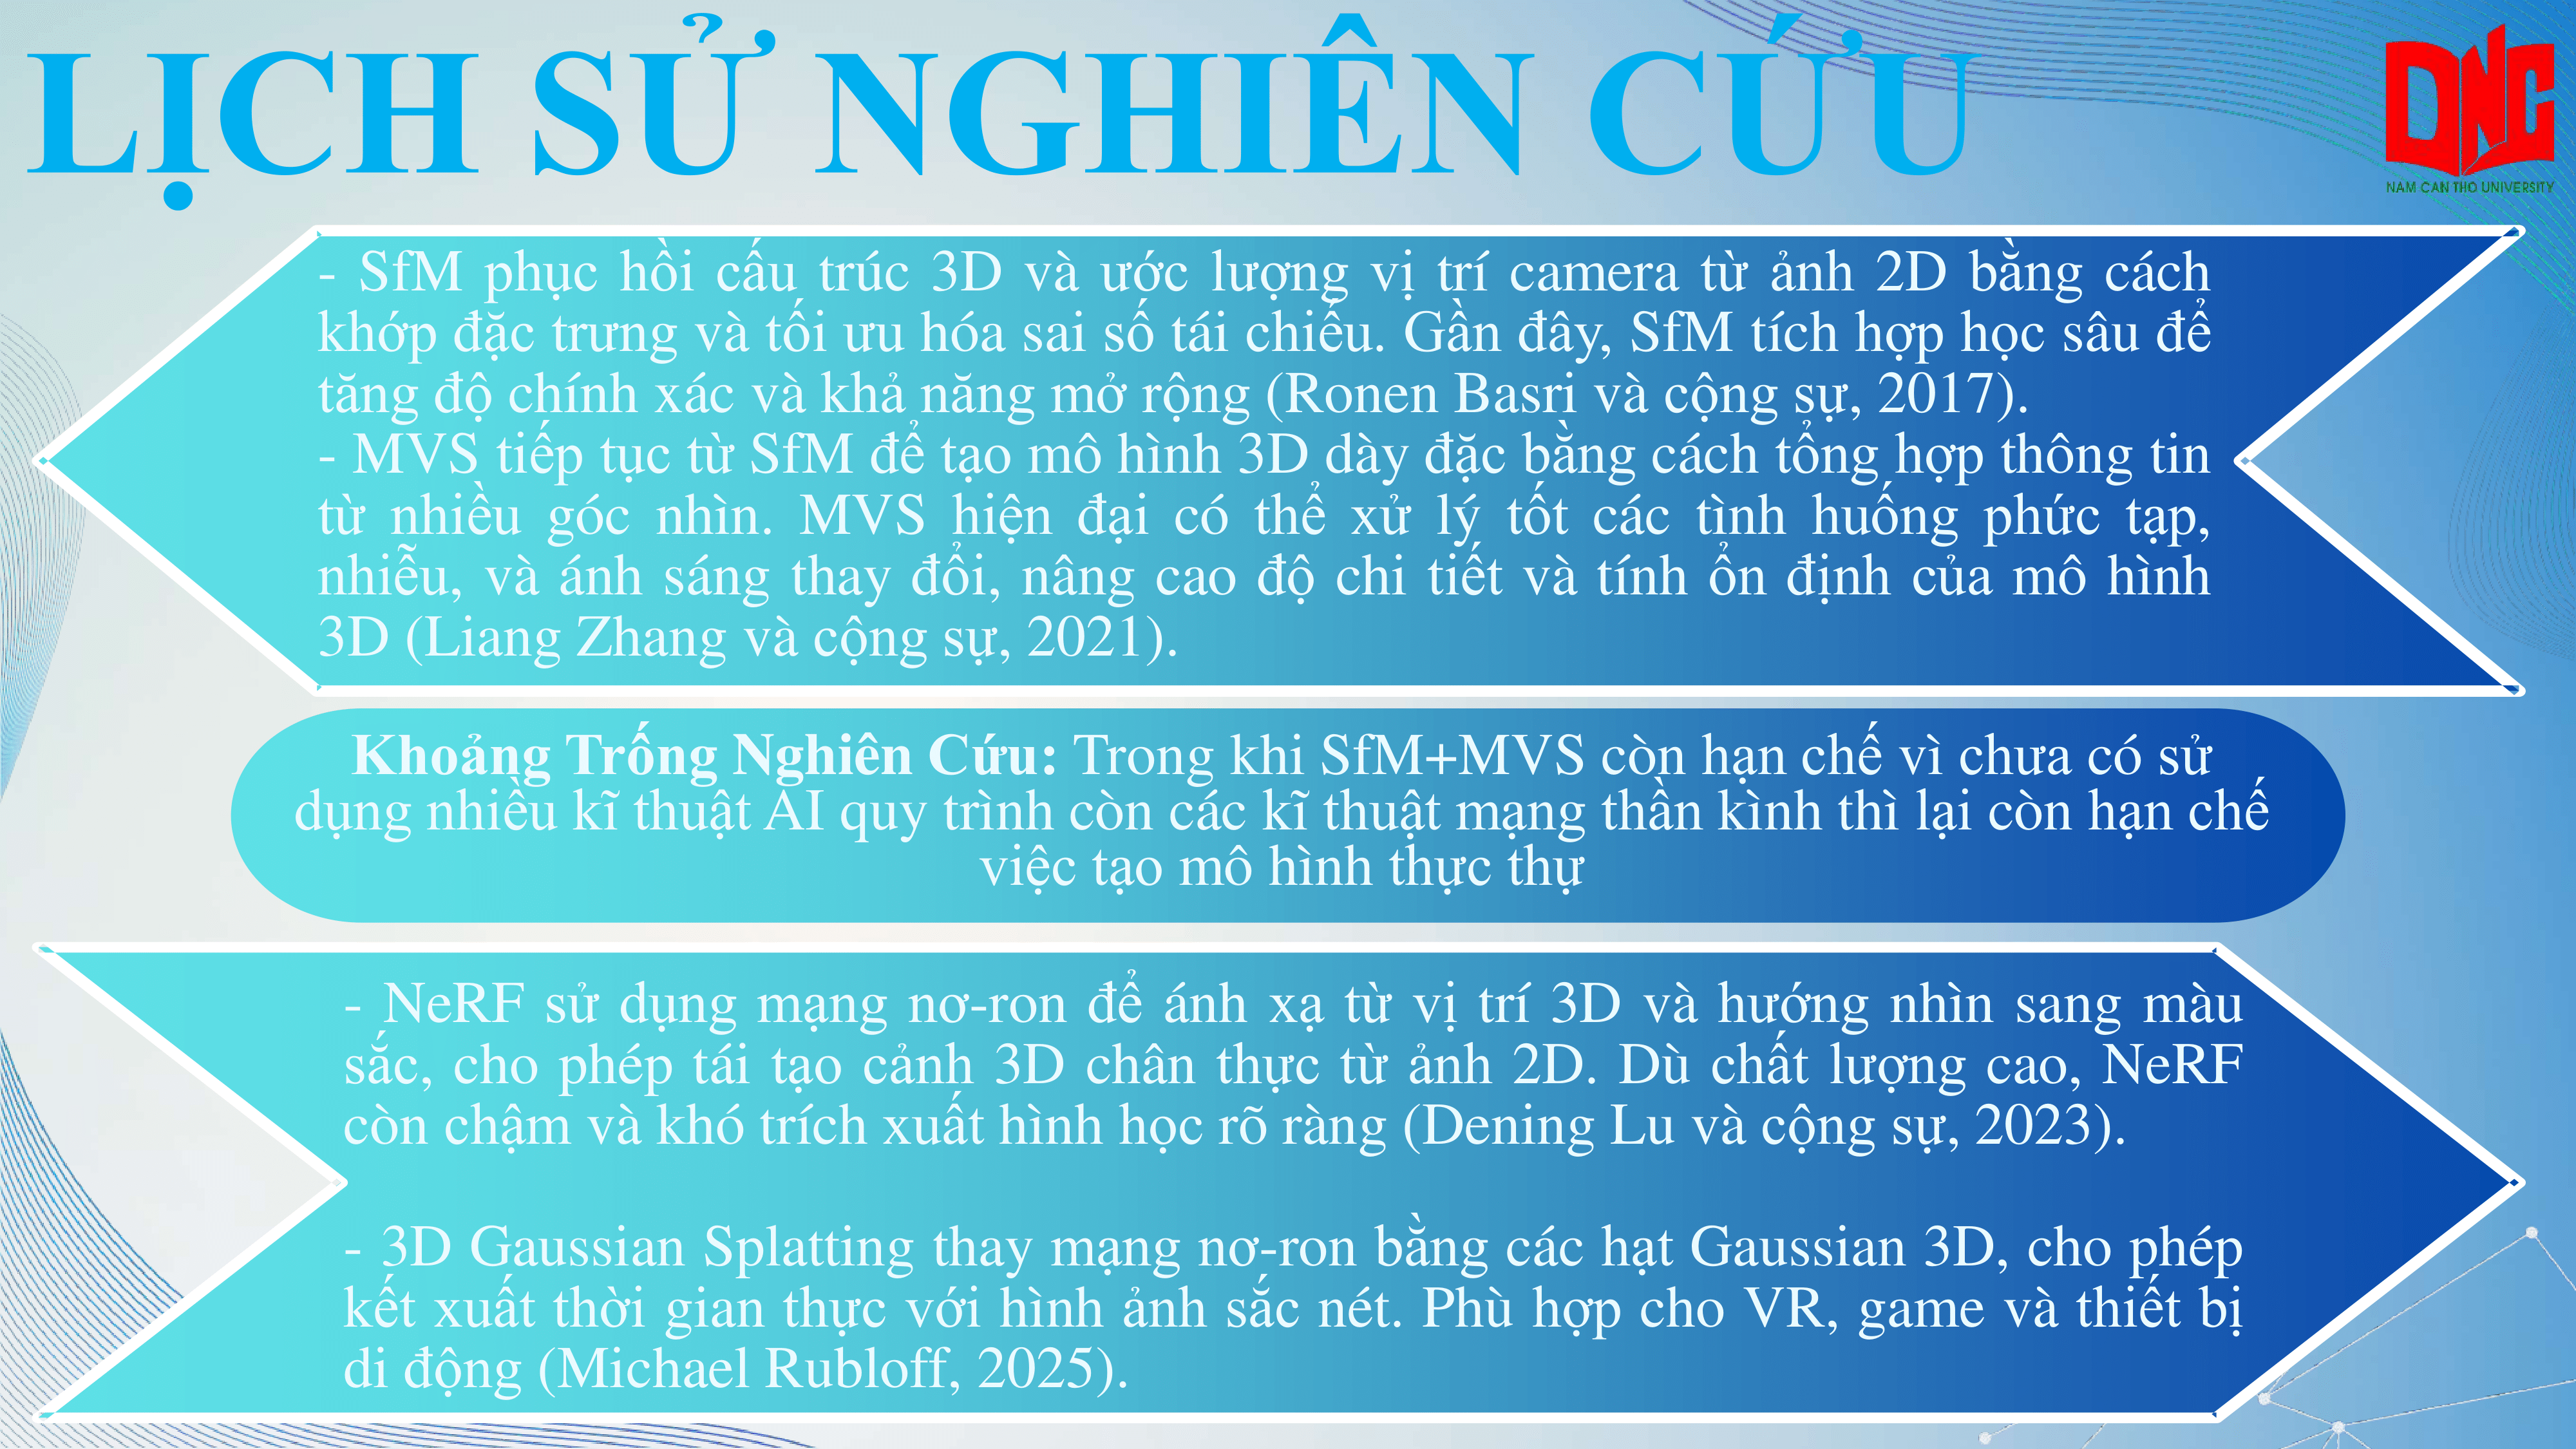 LỊCH SỬ NGHIÊN CỨU
NAM CAN THO UNIVERSITY
- SfM phục hồi cấu trúc 3D và ước lượng vị trí camera từ ảnh 2D bằng cách
khớp đặc trưng và tối ưu hóa sai số tái chiếu. Gần đây, SfM tích hợp học sâu để
tăng độ chính xác và khả năng mở rộng (Ronen Basri và cộng sự, 2017).
- MVS tiếp tục từ SfM để tạo mô hình 3D dày đặc bằng cách tổng hợp thông tin
từ nhiều góc nhìn. MVS hiện đại có thể xử lý tốt các tình huống phức tạp,
nhiễu, và ánh sáng thay đổi, nâng cao độ chi tiết và tính ổn định của mô hình
3D (Liang Zhang và cộng sự, 2021).
Khoảng Trống Nghiên Cứu: Trong khi SfM+MVS còn hạn chế vì chưa có sử
dụng nhiều kĩ thuật AI quy trình còn các kĩ thuật mạng thần kình thì lại còn hạn chế
việc tạo mô hình thực thự
- NeRF sử dụng mạng nơ-ron để ánh xạ từ vị trí 3D và hướng nhìn sang màu
sắc, cho phép tái tạo cảnh 3D chân thực từ ảnh 2D. Dù chất lượng cao, NeRF
còn chậm và khó trích xuất hình học rõ ràng (Dening Lu và cộng sự, 2023).
- 3D Gaussian Splatting thay mạng nơ-ron bằng các hạt Gaussian 3D, cho phép
kết xuất thời gian thực với hình ảnh sắc nét. Phù hợp cho VR, game và thiết bị
di động (Michael Rubloff, 2025).